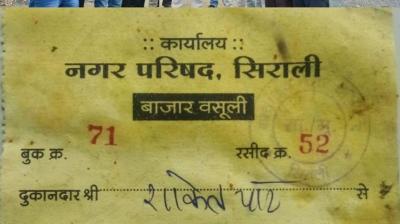 :: कार्यालय ::
नगर परिषद, सिराली
बाजार वसूली
बुक क्र. 71 रसीद क्र. 52
दुकानदार श्री शाकेत पाट से